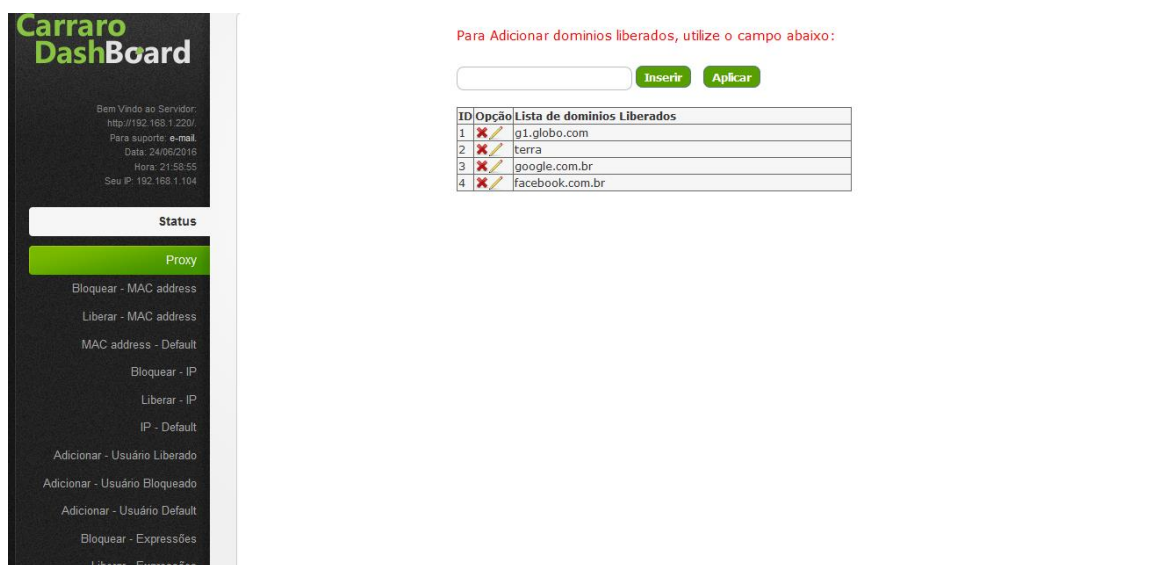 Carraro
DashBoard
Bem Vindo ao Servidor:
http://192.168.1.220/.
Para suporte: e-mail.
Data: 24/06/2016
Hora: 21:58:55
Seu IP: 192.168.1.104
Status
Proxy
Bloquear - MAC address
Liberar - MAC address
MAC address - Default
Bloquear - IP
Liberar - IP
IP - Default
Adicionar - Usuário Liberado
Adicionar - Usuário Bloqueado
Adicionar - Usuário Default
Bloquear - Expressões
Liberar - Expressões
Para Adicionar dominios liberados, utilize o campo abaixo:
Inserir Aplicar
ID Opção Lista de dominios Liberados
1 g1.globo.com
2 terra
3 google.com.br
4 facebook.com.br